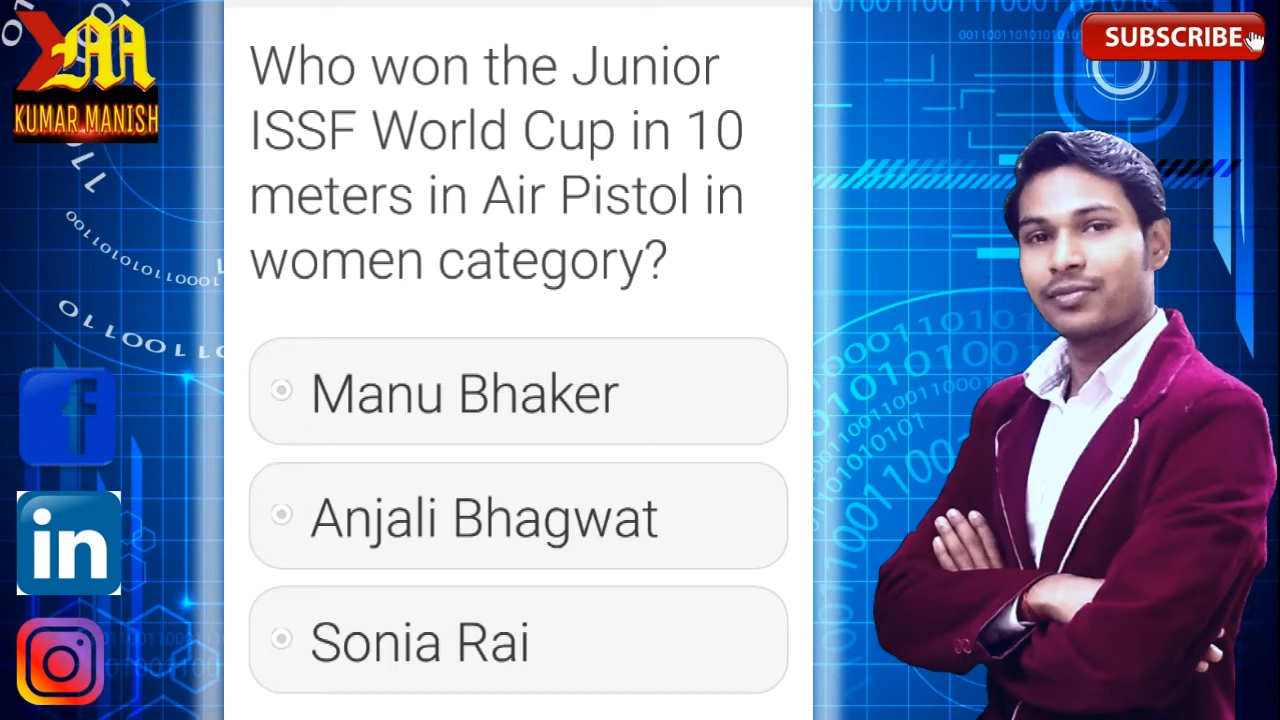 KUMAR MANISH
SUBSCRIBE
Who won the Junior
ISSF World Cup in 10
meters in Air Pistol in
women category?
Manu Bhaker
Anjali Bhagwat
Sonia Rai
f
in